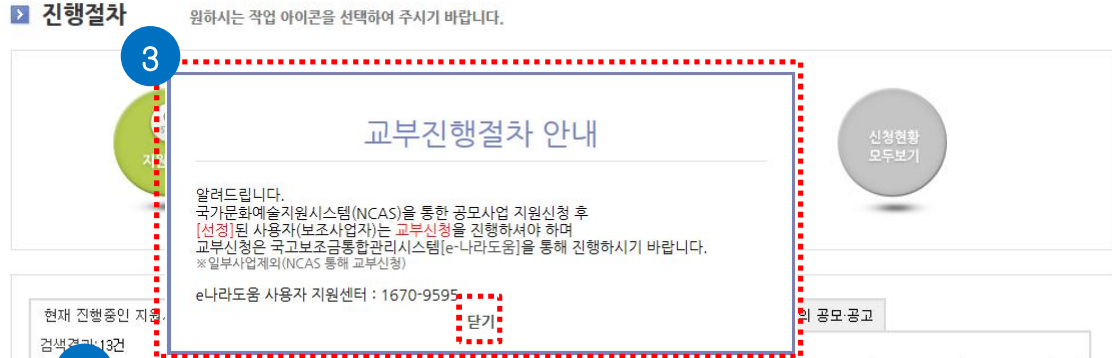 진행절차 원하시는 작업 아이콘을 선택하여 주시기 바랍니다.
3
교부진행절차 안내
신청현황
모두보기
알려드립니다.
국가문화예술지원시스템(NCAS)을 통한 공모사업 지원신청 후
[선정]된 사용자(보조사업자)는 교부신청을 진행하셔야 하며
교부신청은 국고보조금통합관리시스템[e-나라도움]을 통해 진행하시기 바랍니다.
※일부사업제외(NCAS 통해 교부신청)
e나라도움 사용자 지원센터 : 1670-9595
닫기
현재 진행중인 지원
의 공모·공고
검색결과:13건